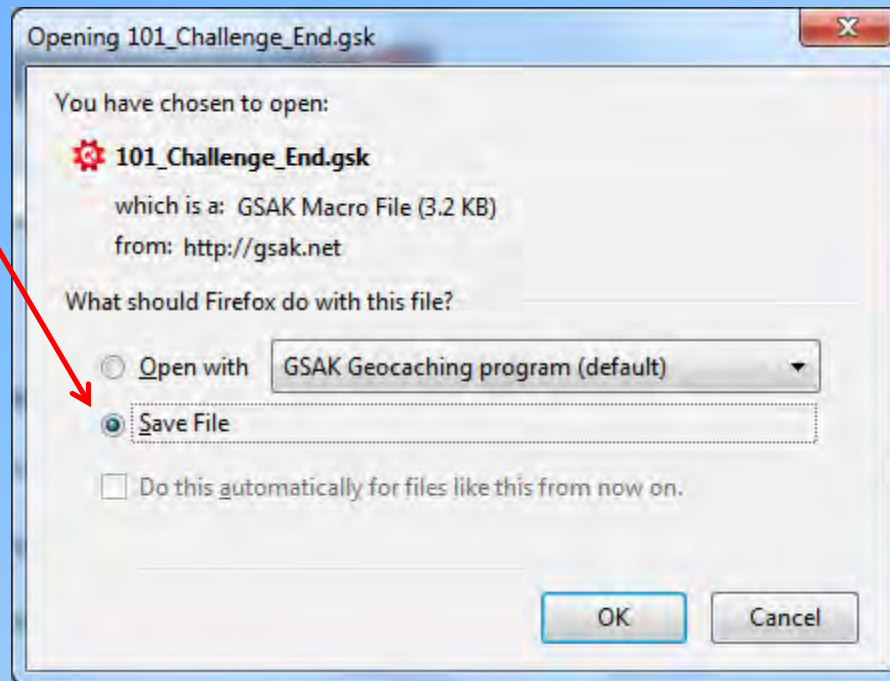 Opening 101_Challenge_End.gsk
You have chosen to open:
101_Challenge_End.gsk
which is a: GSAK Macro File (3.2 KB)
from: http://gsak.net
What should Firefox do with this file?
Open with GSAK Geocaching program (default)
Save File
Do this automatically for files like this from now on.
OK Cancel